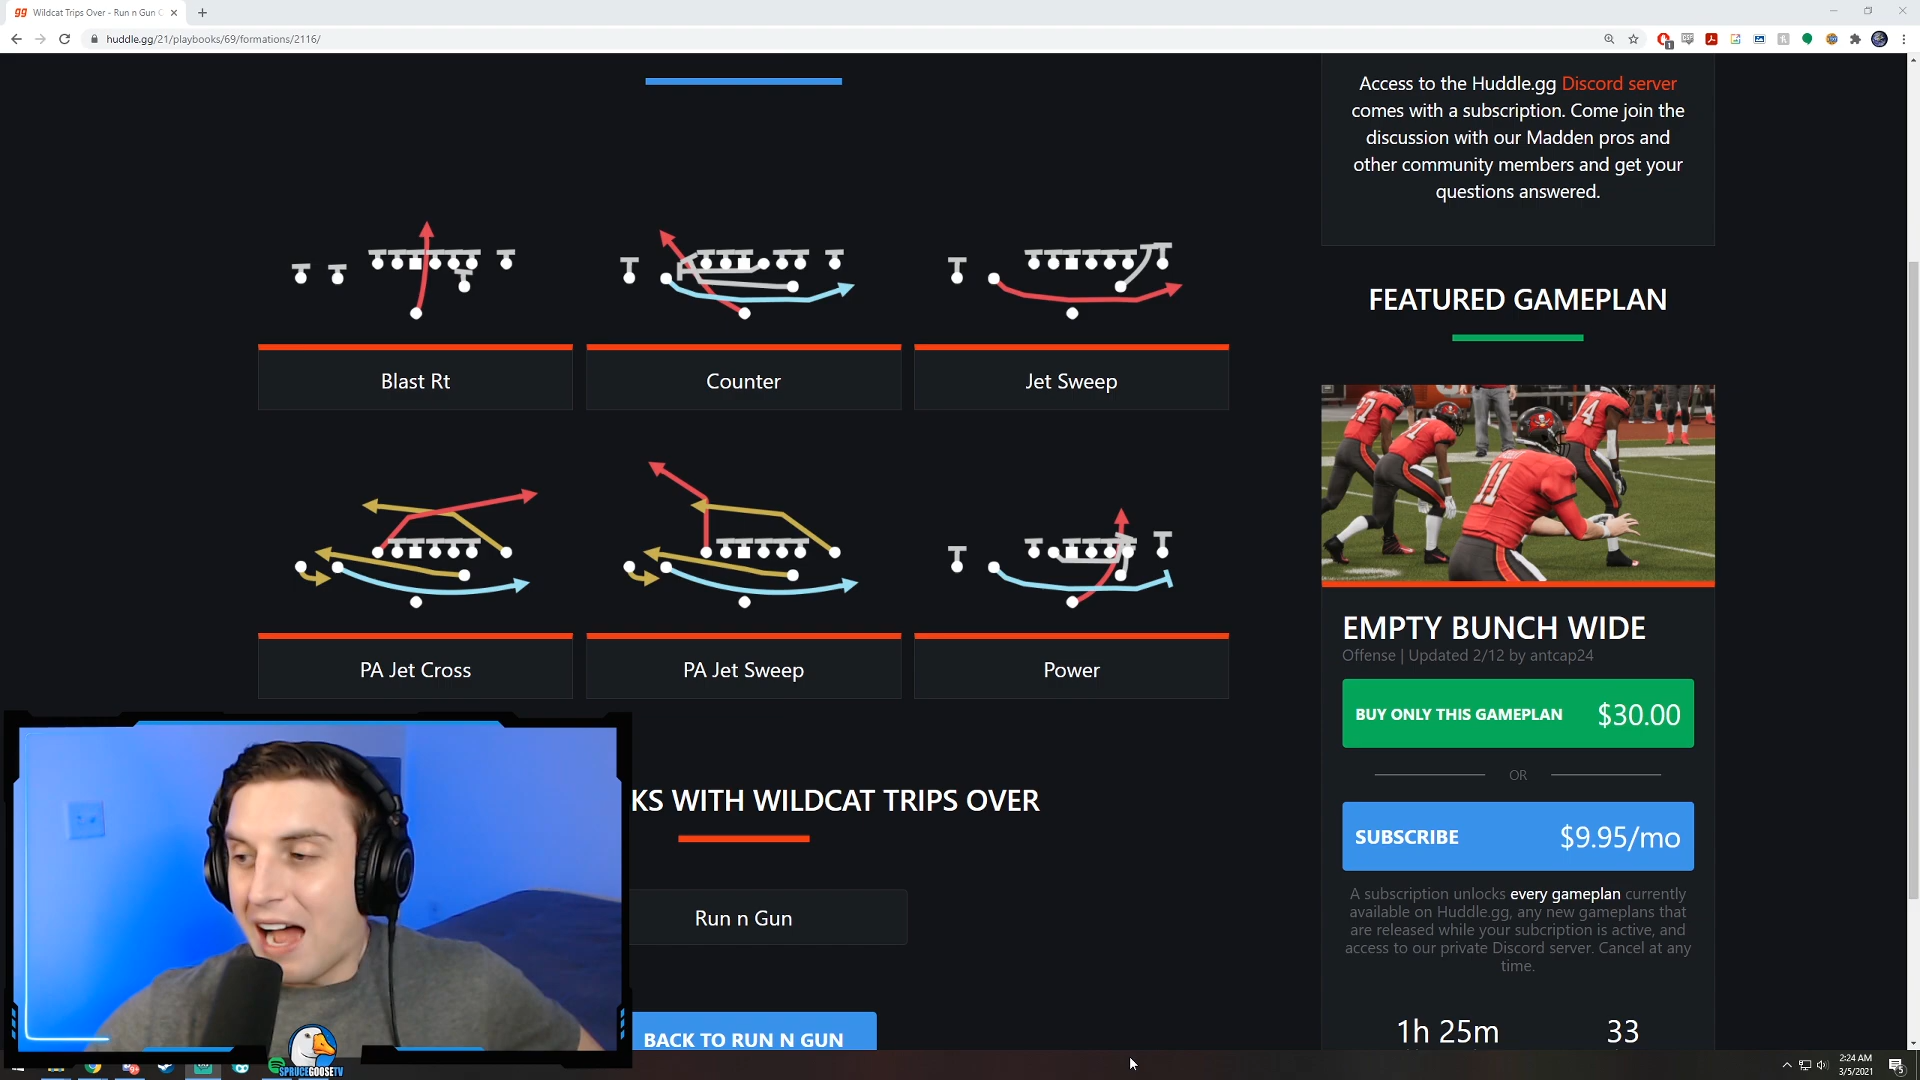 gg Wildcat Trips Over - Run n Gun
huddle.gg/21/playbooks/69/formations/2116/
Access to the Huddle.gg Discord server
comes with a subscription. Come join the
discussion with our Madden pros and
other community members and get your
questions answered.
FEATURED GAMEPLAN
Blast Rt
Counter
Jet Sweep
PA Jet Cross
PA Jet Sweep
Power
EMPTY BUNCH WIDE
Offense | Updated 2/12 by antcap24
BUY ONLY THIS GAMEPLAN $30.00
OR
SUBSCRIBE $9.95/mo
A subscription unlocks every gameplan currently
available on Huddle.gg, any new gameplans that
are released while your subcription is active, and
access to our private Discord server. Cancel at any
time.
1h 25m 33
KS WITH WILDCAT TRIPS OVER
Run n Gun
BACK TO RUN N GUN
SPRUCEGOOSETV
2:24 AM
3/5/2021